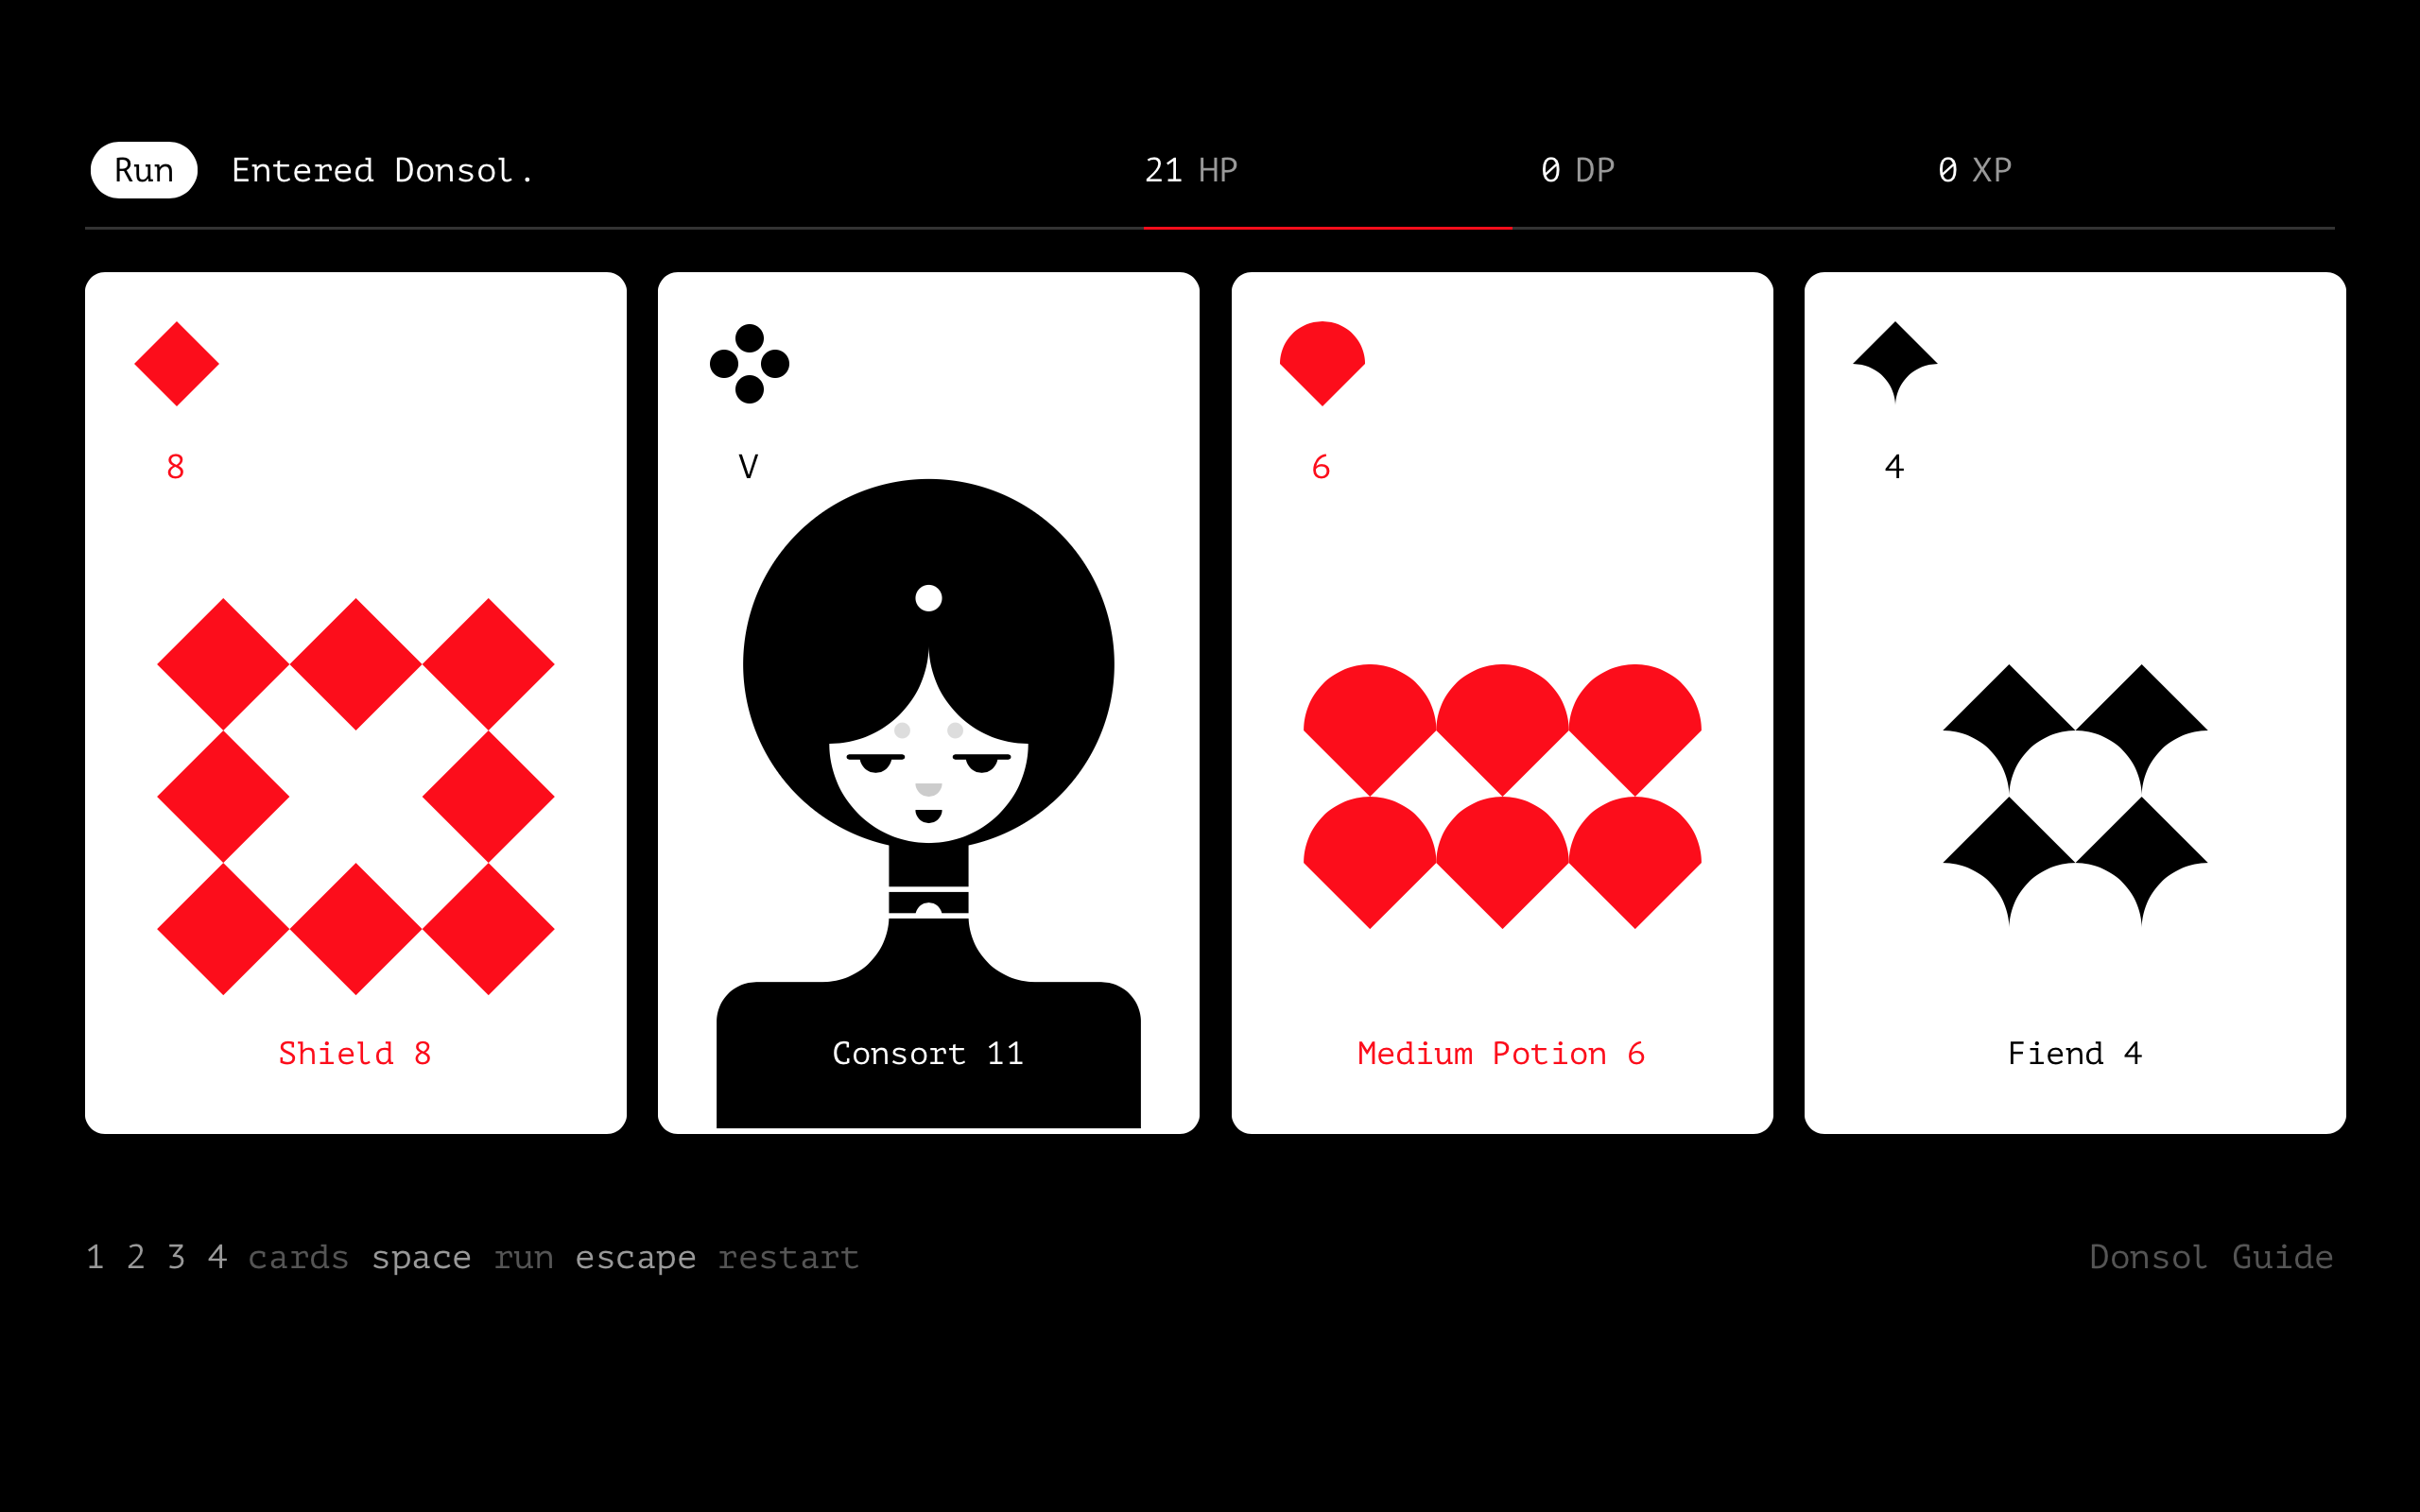 Run Entered Donsol. 21 HP 0 DP 0 XP
8 V 6 4
Shield 8 Consort 11 Medium Potion 6 Fiend 4
1 2 3 4 cards space run escape restart Donsol Guide